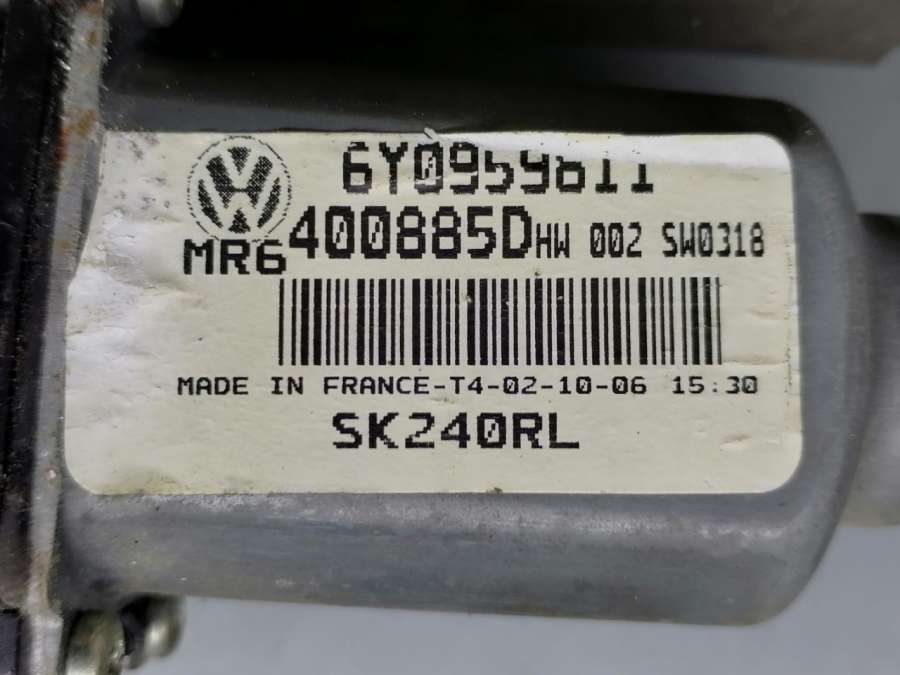 6Y0959811
MR6 400885D HW 002 SW0318
MADE IN FRANCE-T4-02-10-06 15:30
SK240RL